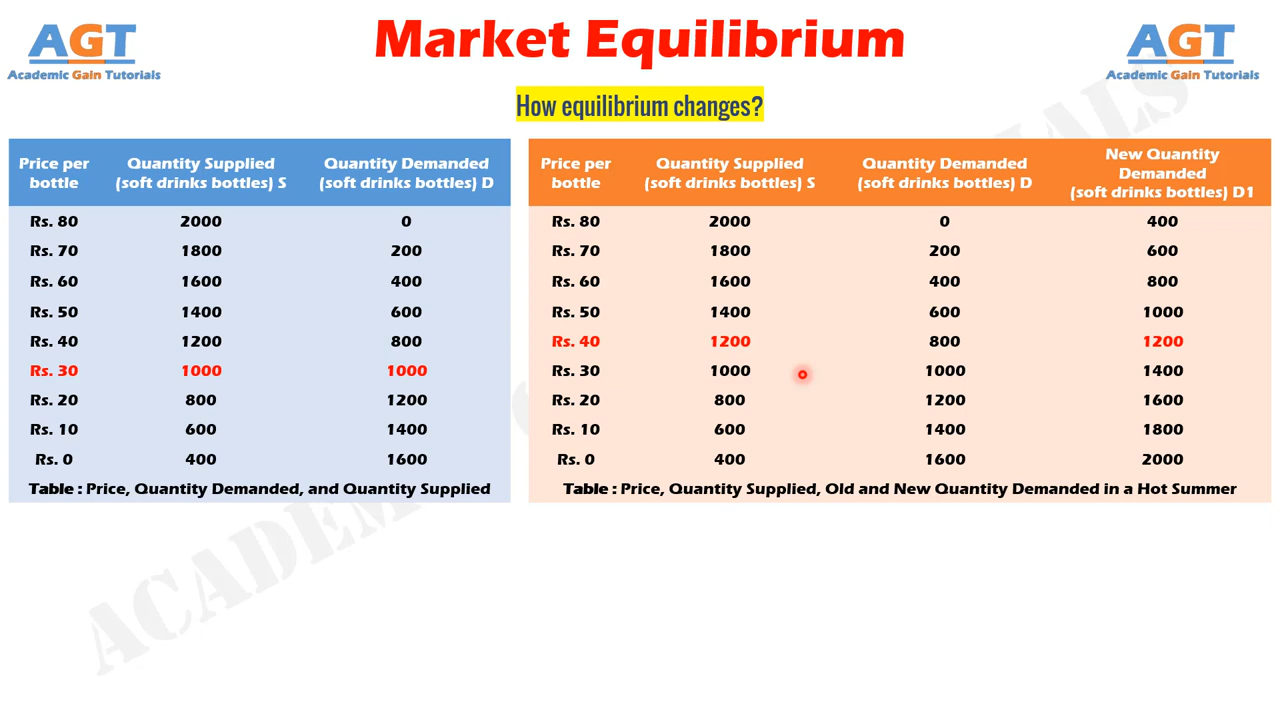 AGT
Academic Gain Tutorials
Market Equilibrium
AGT
Academic Gain Tutorials
How equilibrium changes?
Price per bottle Quantity Supplied (soft drinks bottles) S Quantity Demanded (soft drinks bottles) D
Rs. 80 2000 0
Rs. 70 1800 200
Rs. 60 1600 400
Rs. 50 1400 600
Rs. 40 1200 800
Rs. 30 1000 1000
Rs. 20 800 1200
Rs. 10 600 1400
Rs. 0 400 1600
Table : Price, Quantity Demanded, and Quantity Supplied
Price per bottle Quantity Supplied (soft drinks bottles) S Quantity Demanded (soft drinks bottles) D New Quantity Demanded (soft drinks bottles) D1
Rs. 80 2000 0 400
Rs. 70 1800 200 600
Rs. 60 1600 400 800
Rs. 50 1400 600 1000
Rs. 40 1200 800 1200
Rs. 30 1000 1000 1400
Rs. 20 800 1200 1600
Rs. 10 600 1400 1800
Rs. 0 400 1600 2000
Table : Price, Quantity Supplied, Old and New Quantity Demanded in a Hot Summer